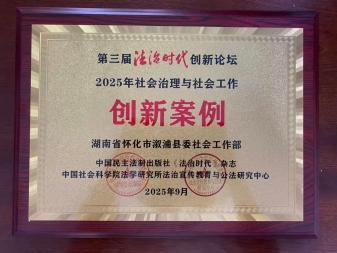 第三届法治时代创新论坛
2025年社会治理与社会工作
创新案例
湖南省怀化市溆浦县委社会工作部
中国民主法制出版社《法治时代》杂志
中国社会科学院法学研究所法治宣传教育与公法研究中心
2025年9月